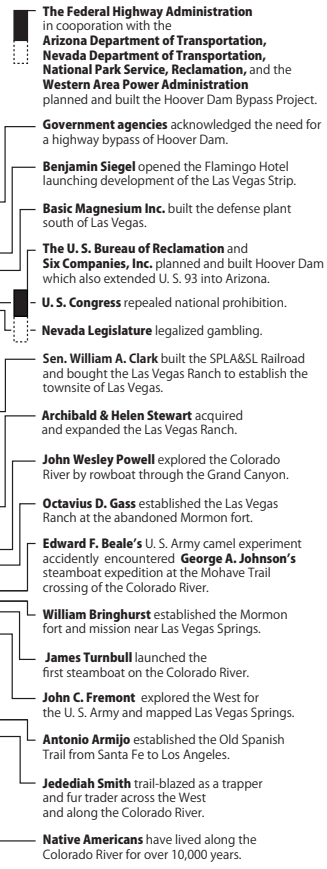 The Federal Highway Administration
in cooporation with the
Arizona Department of Transportation,
Nevada Department of Transportation,
National Park Service, Reclamation, and the
Western Area Power Administration
planned and built the Hoover Dam Bypass Project.
Government agencies acknowledged the need for
a highway bypass of Hoover Dam.
Benjamin Siegel opened the Flamingo Hotel
launching development of the Las Vegas Strip.
Basic Magnesium Inc. built the defense plant
south of Las Vegas.
The U. S. Bureau of Reclamation and
Six Companies, Inc. planned and built Hoover Dam
which also extended U. S. 93 into Arizona.
U. S. Congress repealed national prohibition.
Nevada Legislature legalized gambling.
Sen. William A. Clark built the SPLA&SL Railroad
and bought the Las Vegas Ranch to establish the
townsite of Las Vegas.
Archibald & Helen Stewart acquired
and expanded the Las Vegas Ranch.
John Wesley Powell explored the Colorado
River by rowboat through the Grand Canyon.
Octavius D. Gass established the Las Vegas
Ranch at the abandoned Mormon fort.
Edward F. Beale's U. S. Army camel experiment
accidently encountered George A. Johnson's
steamboat expedition at the Mohave Trail
crossing of the Colorado River.
William Bringhurst established the Mormon
fort and mission near Las Vegas Springs.
James Turnbull launched the
first steamboat on the Colorado River.
John C. Fremont explored the West for
the U. S. Army and mapped Las Vegas Springs.
Antonio Armijo established the Old Spanish
Trail from Santa Fe to Los Angeles.
Jedediah Smith trail-blazed as a trapper
and fur trader across the West
and along the Colorado River.
Native Americans have lived along the
Colorado River for over 10,000 years.